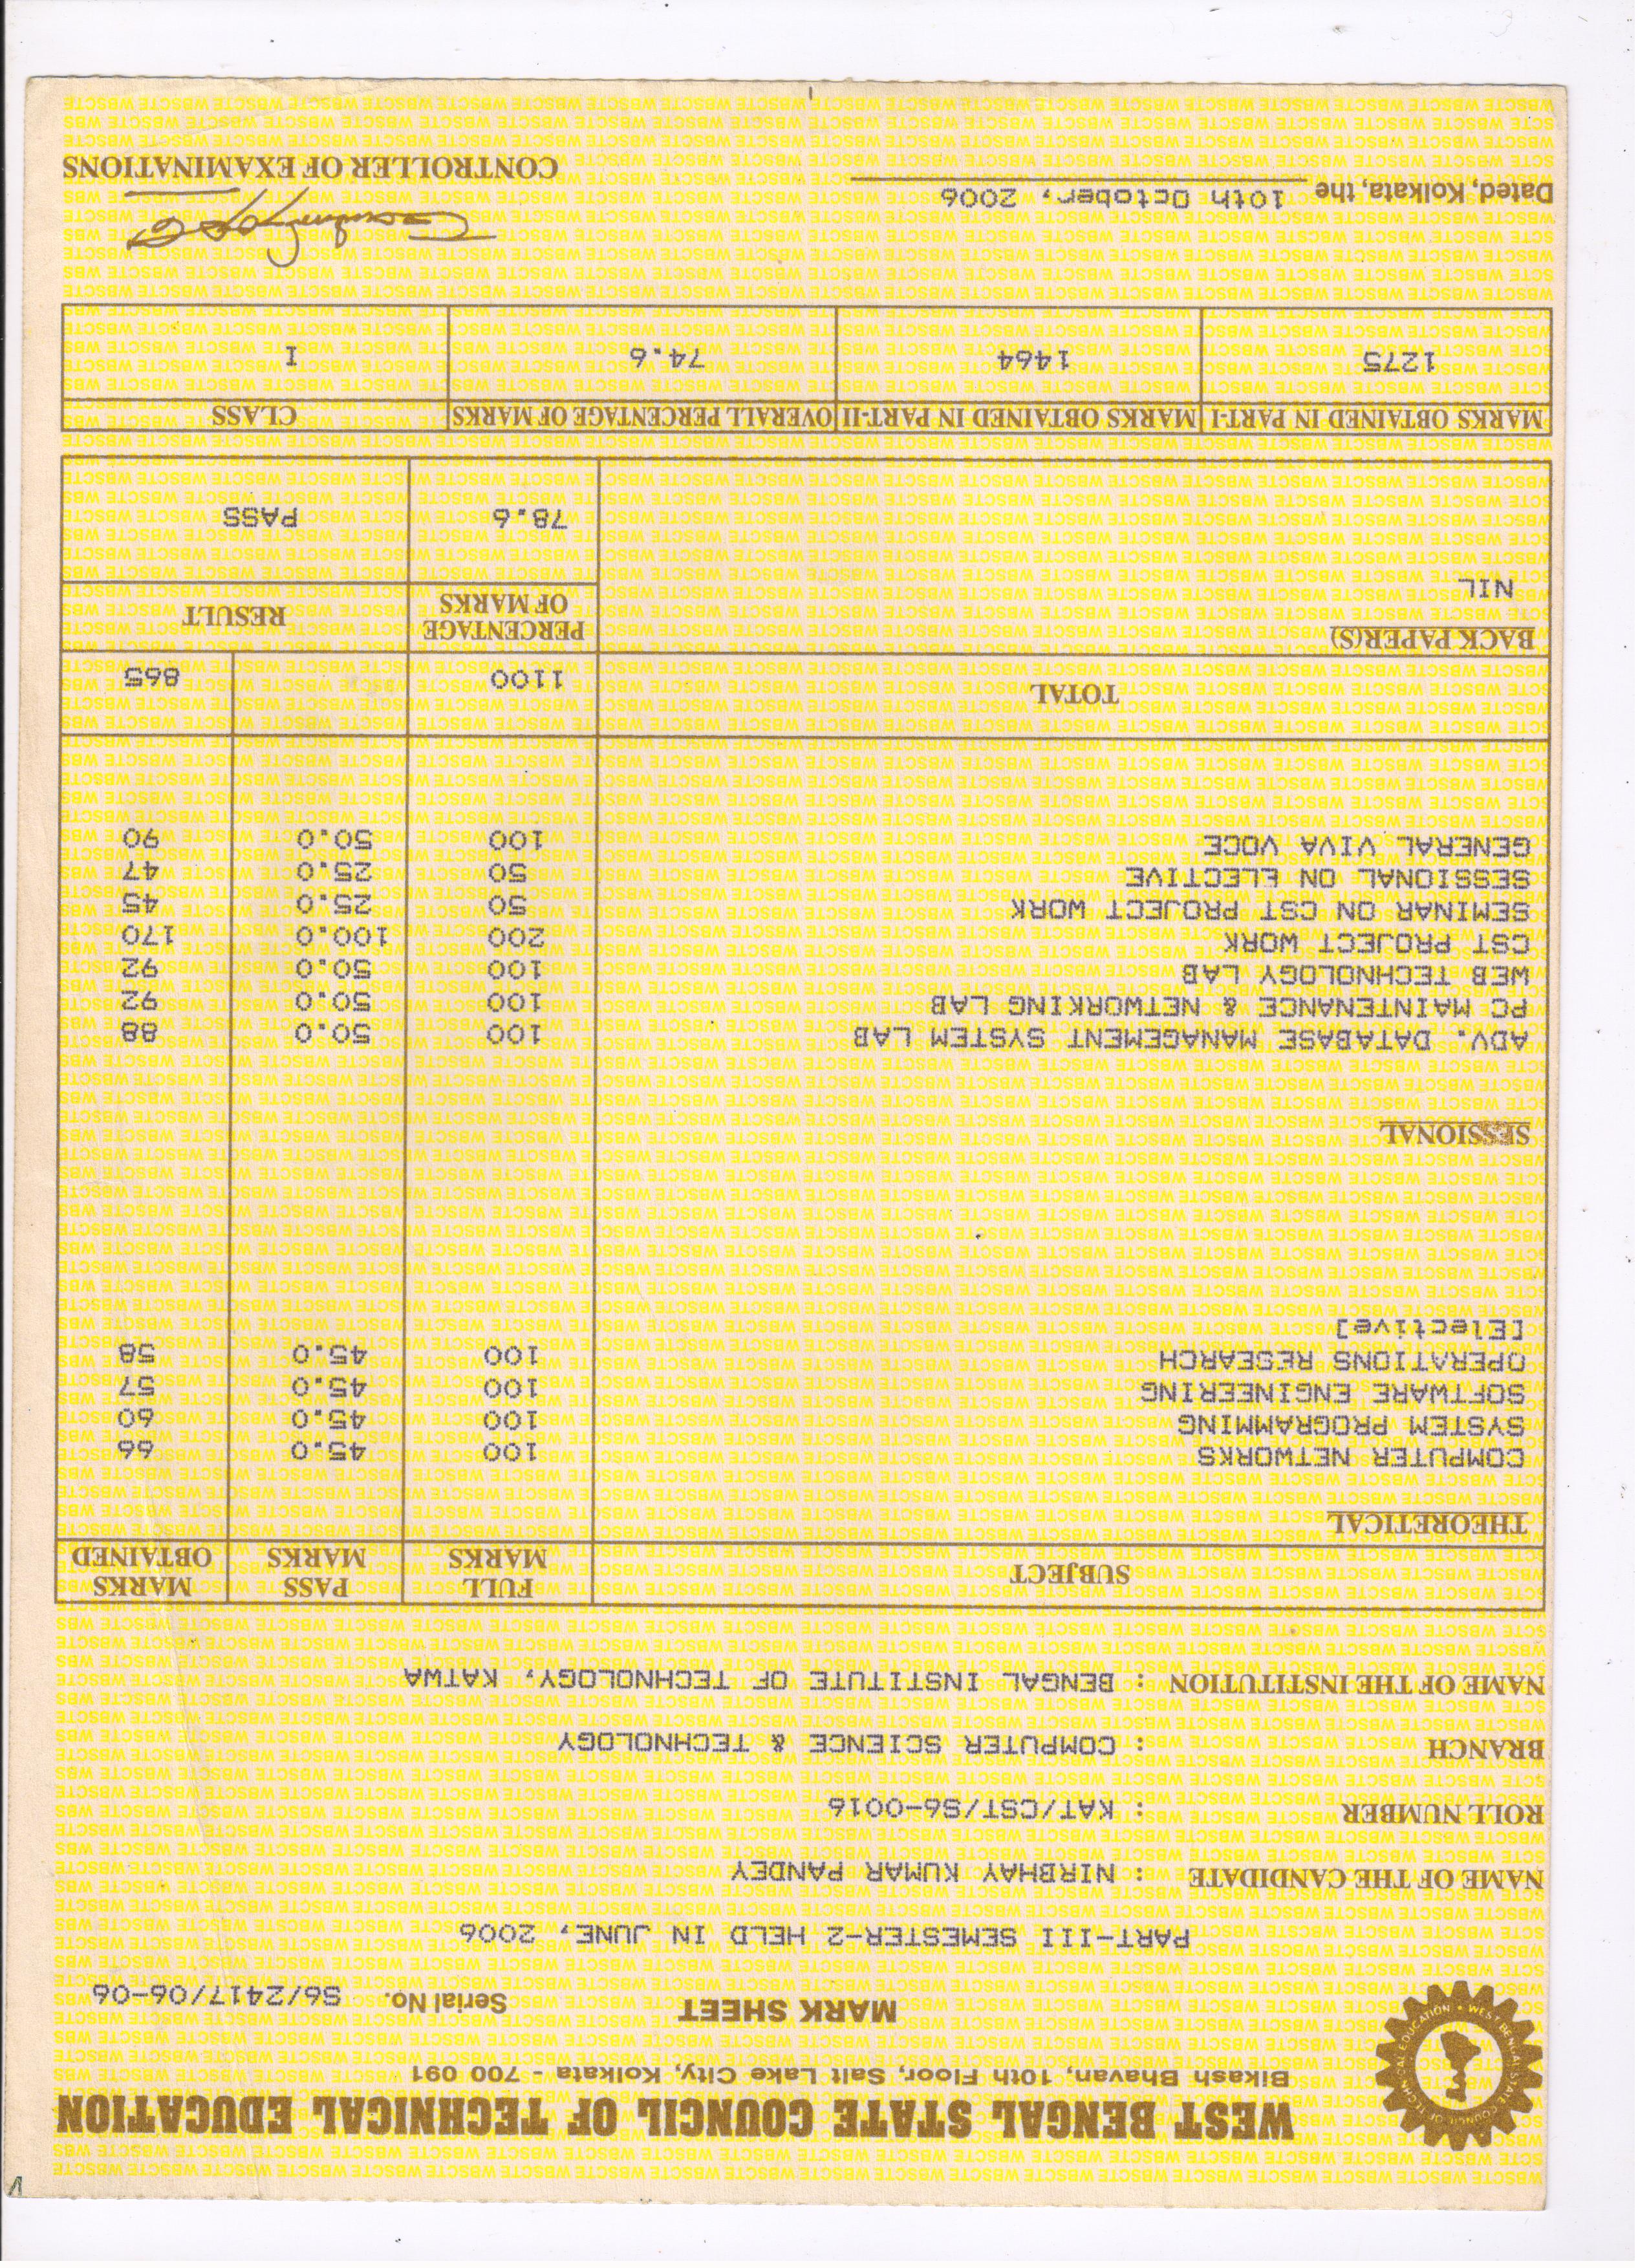 WEST BENGAL STATE COUNCIL OF TECHNICAL EDUCATION
Bikash Bhavan, 10th Floor, Salt Lake City, Kolkata - 700 091
MARK SHEET Serial No. S6/2417/06-06
PART-III SEMESTER-2 HELD IN JUNE, 2006
NAME OF THE CANDIDATE : NIRBHAY KUMAR PANDEY
ROLL NUMBER : KAT/CST/S6-0016
BRANCH : COMPUTER SCIENCE & TECHNOLOGY
NAME OF THE INSTITUTION : BENGAL INSTITUTE OF TECHNOLOGY, KATWA
SUBJECT FULL MARKS PASS MARKS MARKS OBTAINED
THEORETICAL
COMPUTER NETWORKS 100 45.0 66
SYSTEM PROGRAMMING 100 45.0 60
SOFTWARE ENGINEERING 100 45.0 57
OPERATIONS RESEARCH 100 45.0 58
[Elective]
SESSIONAL
ADV. DATABASE MANAGEMENT SYSTEM LAB 100 50.0 88
PC MAINTENANCE & NETWORKING LAB 100 50.0 92
WEB TECHNOLOGY LAB 100 50.0 92
CST PROJECT WORK 200 100.0 170
SEMINAR ON CST PROJECT WORK 50 25.0 45
SESSIONAL ON ELECTIVE 50 25.0 47
GENERAL VIVA VOCE 100 50.0 90
TOTAL 1100 865
BACK PAPER(S) PERCENTAGE OF MARKS RESULT
NIL
78.6 PASS
MARKS OBTAINED IN PART-I MARKS OBTAINED IN PART-II OVERALL PERCENTAGE OF MARKS CLASS
1275 1464 74.6 I
Dated, Kolkata, the 10th October, 2006
CONTROLLER OF EXAMINATIONS